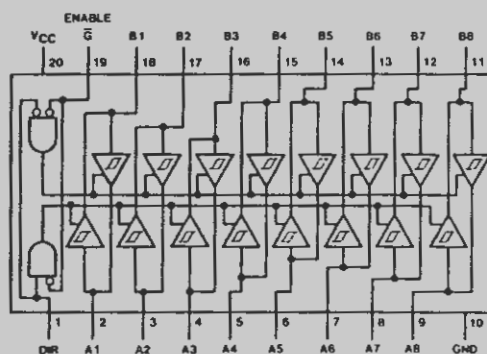 ENABLE
VCC G B1 B2 B3 B4 B5 B6 B7 B8
20 19 18 17 16 15 14 13 12 11
1 2 3 4 5 6 7 8 9 10
DIR A1 A2 A3 A4 A5 A6 A7 A8 GND